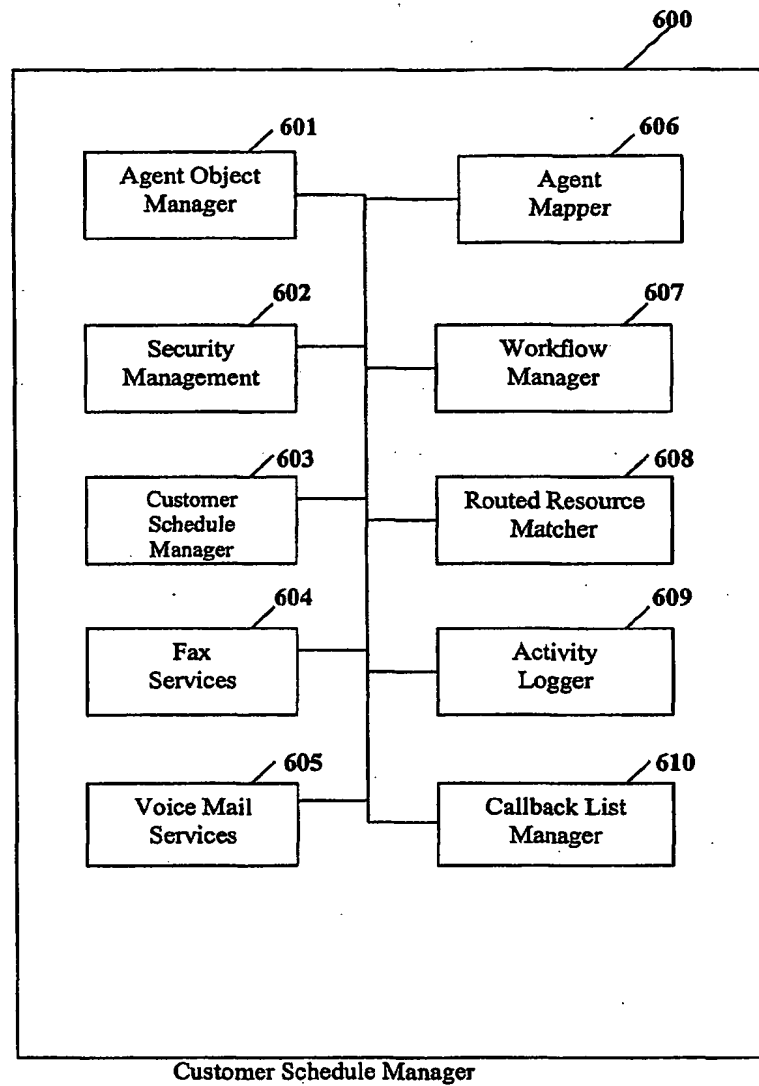 600
601
Agent Object
Manager
606
Agent
Mapper
602
Security
Management
607
Workflow
Manager
603
Customer
Schedule
Manager
608
Routed Resource
Matcher
604
Fax
Services
609
Activity
Logger
605
Voice Mail
Services
610
Callback List
Manager
Customer Schedule Manager